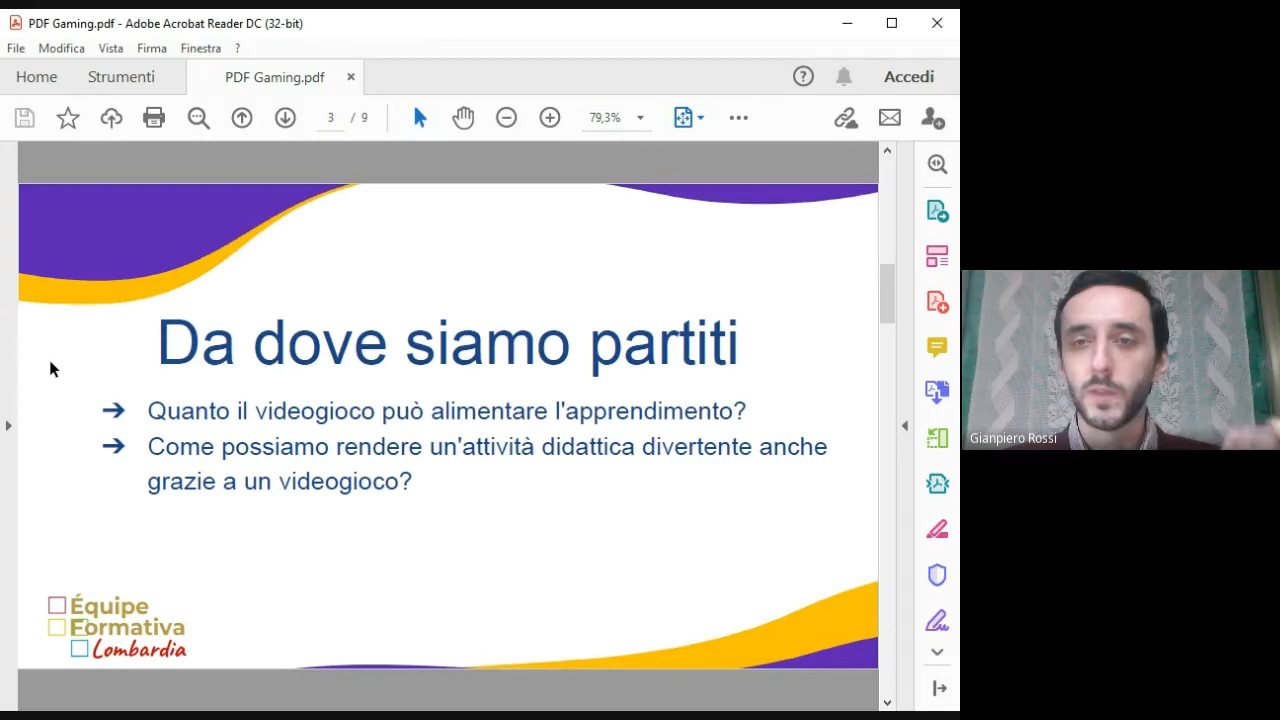 PDF Gaming.pdf - Adobe Acrobat Reader DC (32-bit)
File Modifica Vista Firma Finestra ?
Home Strumenti PDF Gaming.pdf × Accedi
3 / 9 79,3%
Da dove siamo partiti
➔ Quanto il videogioco può alimentare l'apprendimento?
➔ Come possiamo rendere un'attività didattica divertente anche
grazie a un videogioco?
Gianpiero Rossi
Équipe
Formativa
Lombardia